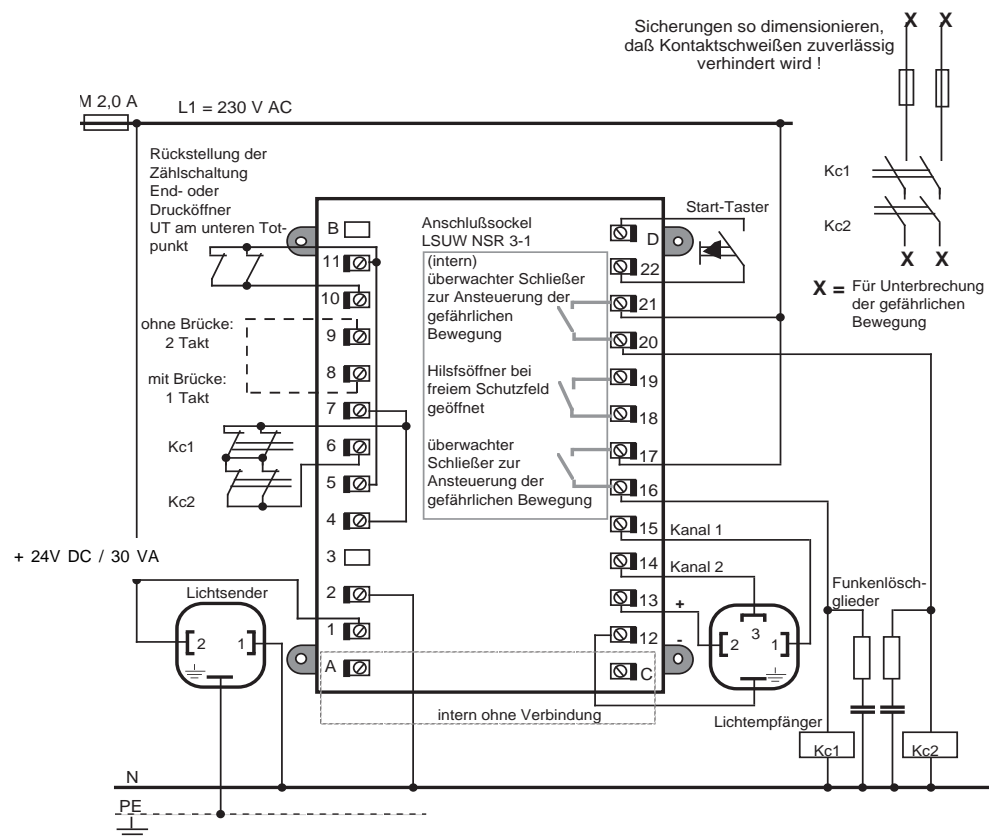 Sicherungen so dimensionieren,
daß Kontaktschweißen zuverlässig
verhindert wird !
X X
M 2,0 A
L1 = 230 V AC
Rückstellung der
Zählschaltung
End- oder
Drucköffner
UT am unteren Tot-
punkt
Kc1
Kc2
X X
X = Für Unterbrechung
der gefährlichen
Bewegung
Start-Taster
B
11
10
9
8
7
6
5
4
3
2
1
A
Anschlußsockel
LSUW NSR 3-1
(intern)
überwachter Schließer
zur Ansteuerung der
gefährlichen
Bewegung
Hilfsöffner bei
freiem Schutzfeld
geöffnet
überwachter
Schließer zur
Ansteuerung der
gefährlichen Bewegung
D
22
21
20
19
18
17
16
15
14
13
12
C
ohne Brücke:
2 Takt
mit Brücke:
1 Takt
Kc1
Kc2
+ 24V DC / 30 VA
Lichtsender
2 1
Kanal 1
Kanal 2
+
-
2 3 1
Lichtempfänger
Funkenlösch-
glieder
Kc1
Kc2
intern ohne Verbindung
N
PE